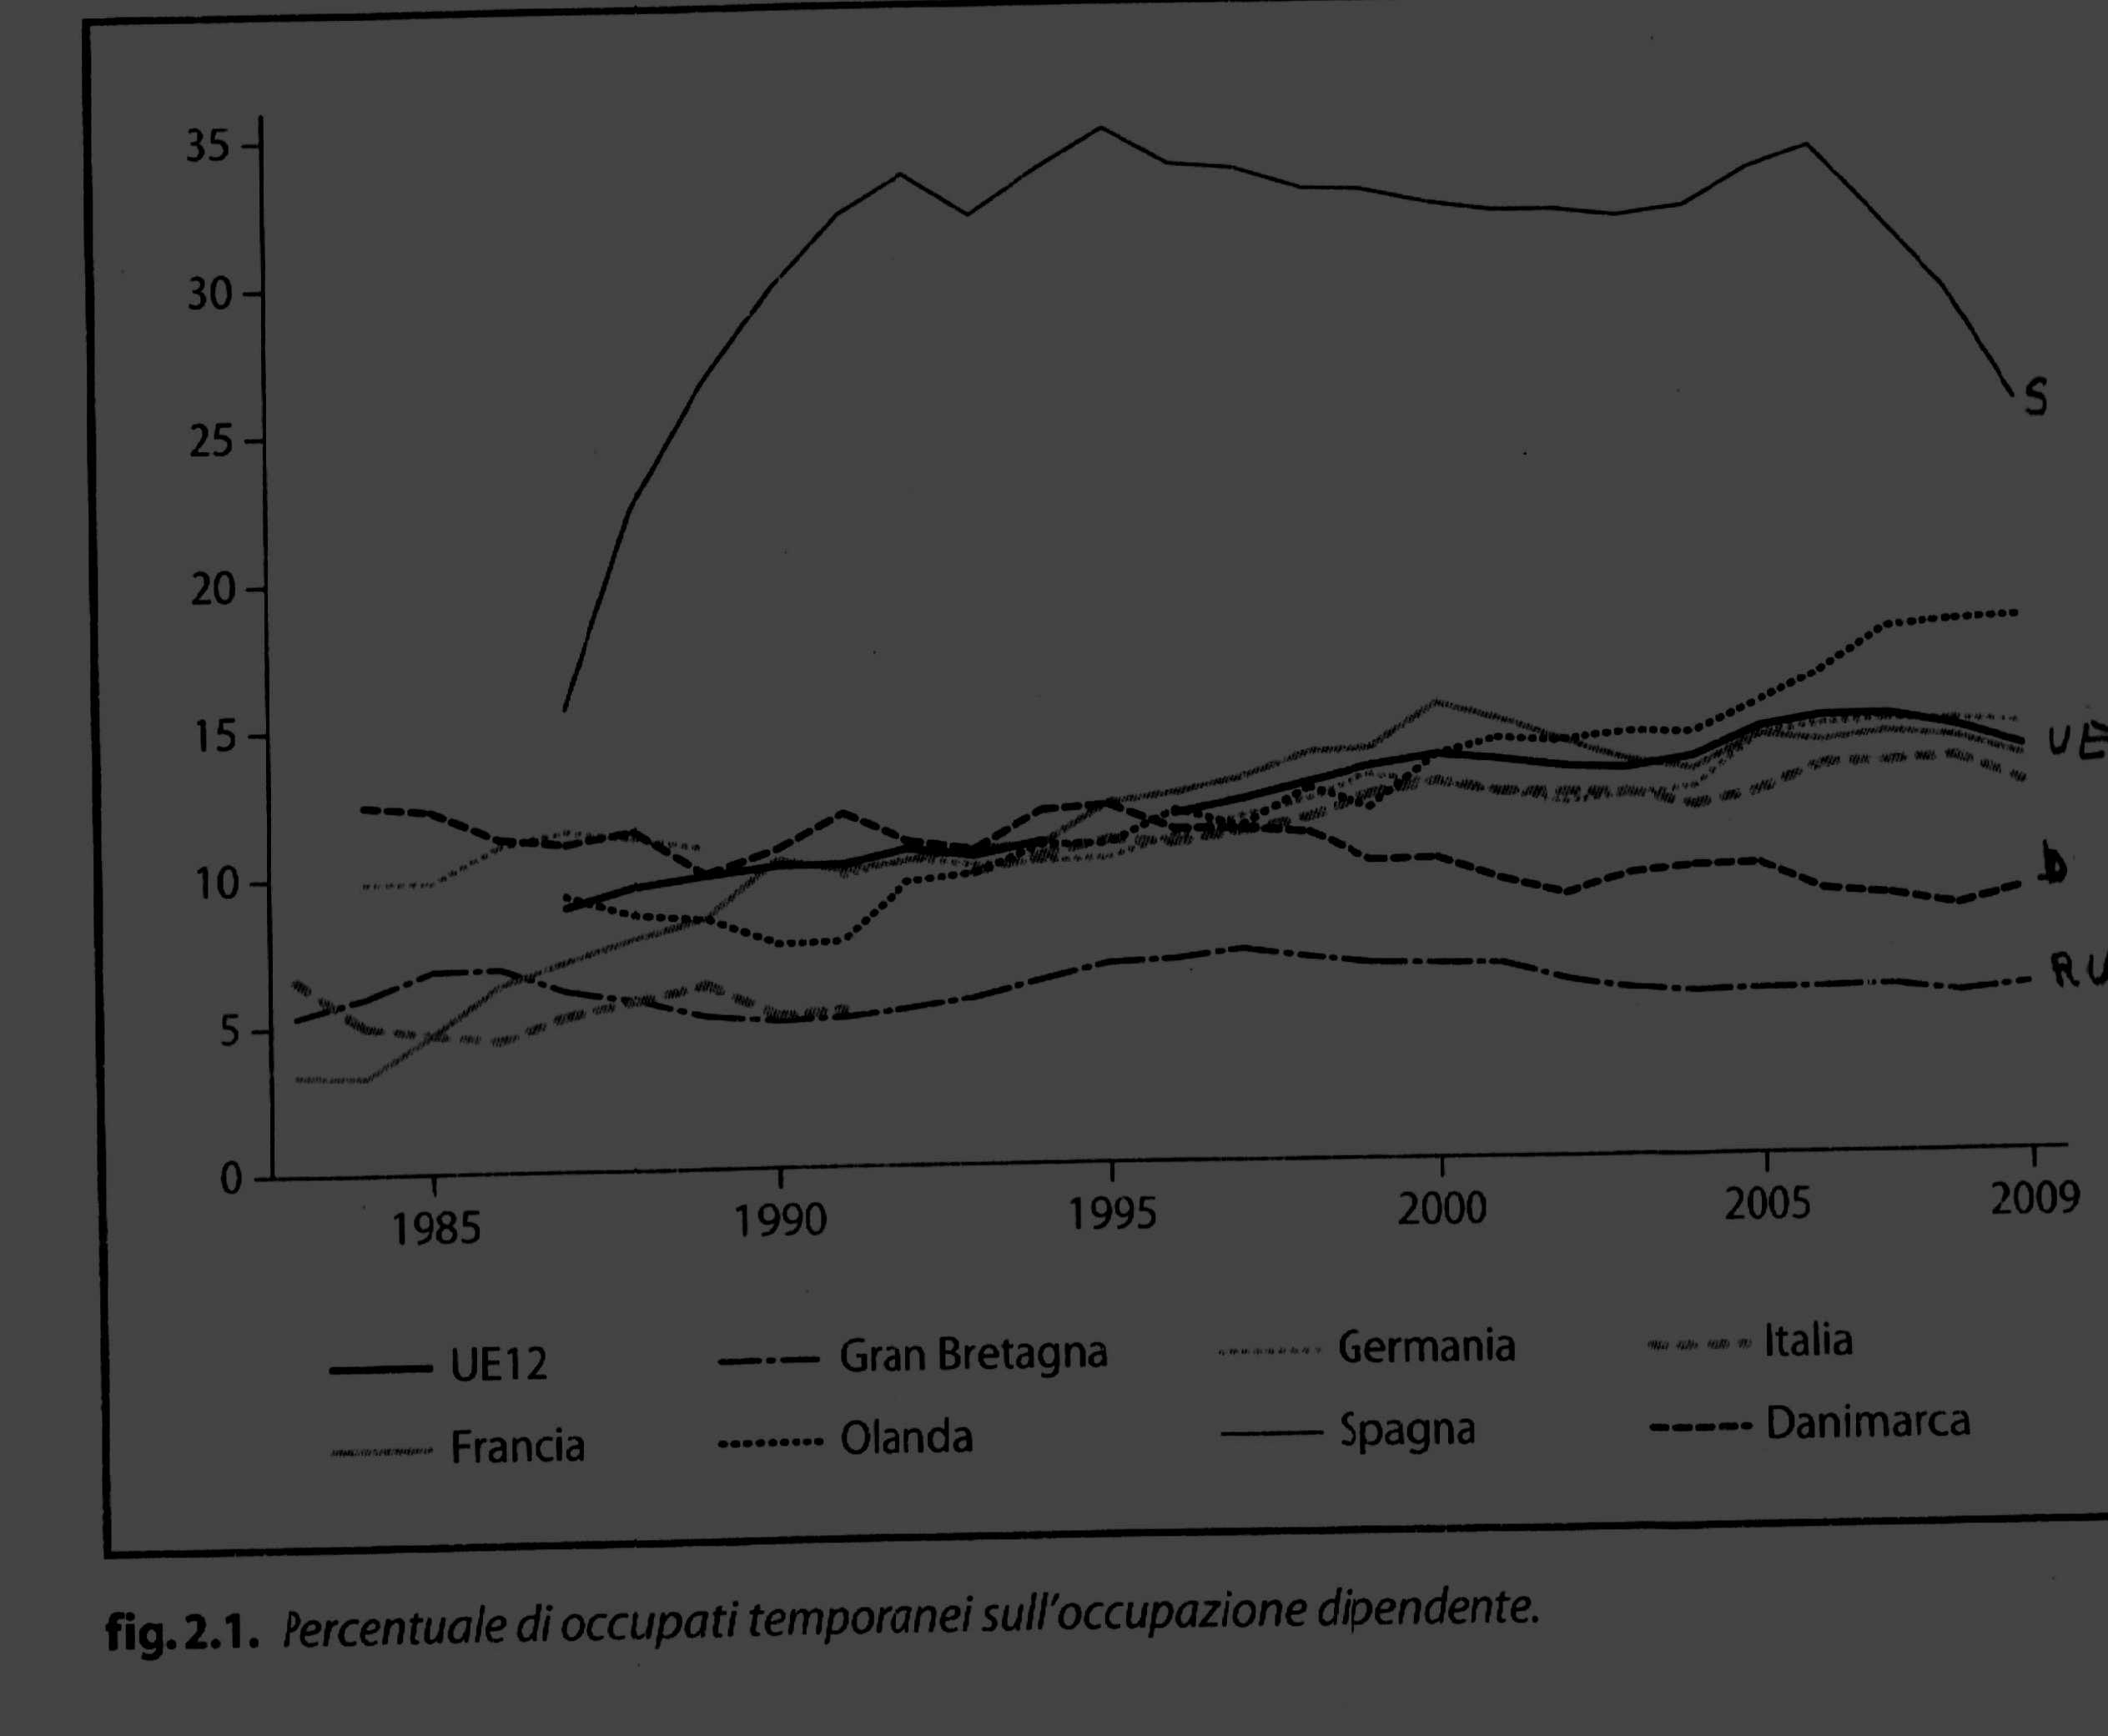 35
30
S
25
20
15
UE
10
D
RU
5
0
1985 1990 1995 2000 2005 2009
UE12 Gran Bretagna Germania Italia
Francia Olanda Spagna Danimarca
fig. 2.1. Percentuale di occupati temporanei sull'occupazione dipendente.